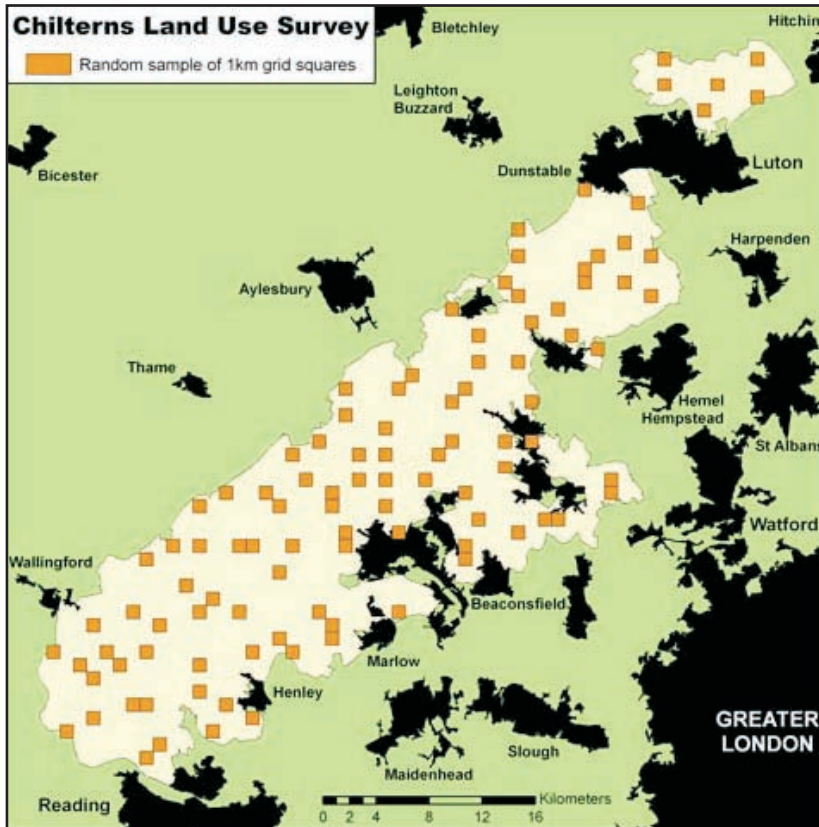 Chilterns Land Use Survey
Random sample of 1km grid squares
Bletchley
Hitchin
Leighton
Buzzard
Dunstable
Luton
Bicester
Harpenden
Aylesbury
Thame
Hemel
Hempstead
St Albans
Watford
Wallingford
Beaconsfield
Marlow
Henley
GREATER
LONDON
Slough
Maidenhead
Reading
Kilometers
0 2 4 8 12 16